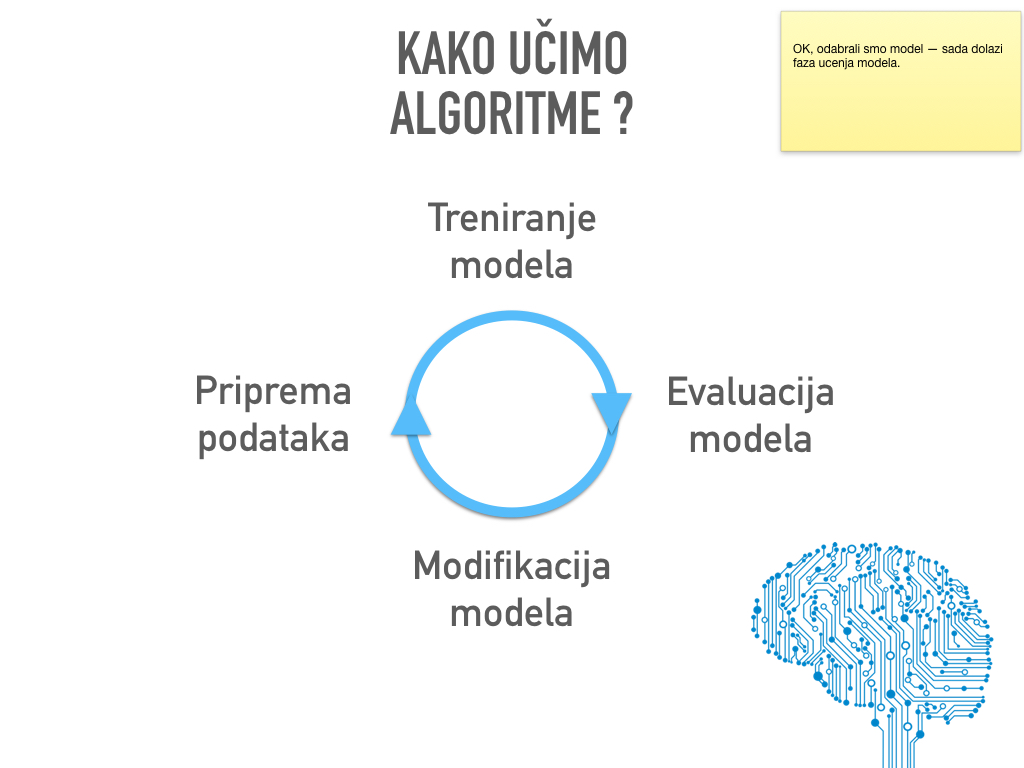 KAKO UČIMO
ALGORITME ?
OK, odabrali smo model — sada dolazi
faza ucenja modela.
Treniranje
modela
Priprema
podataka
Evaluacija
modela
Modifikacija
modela